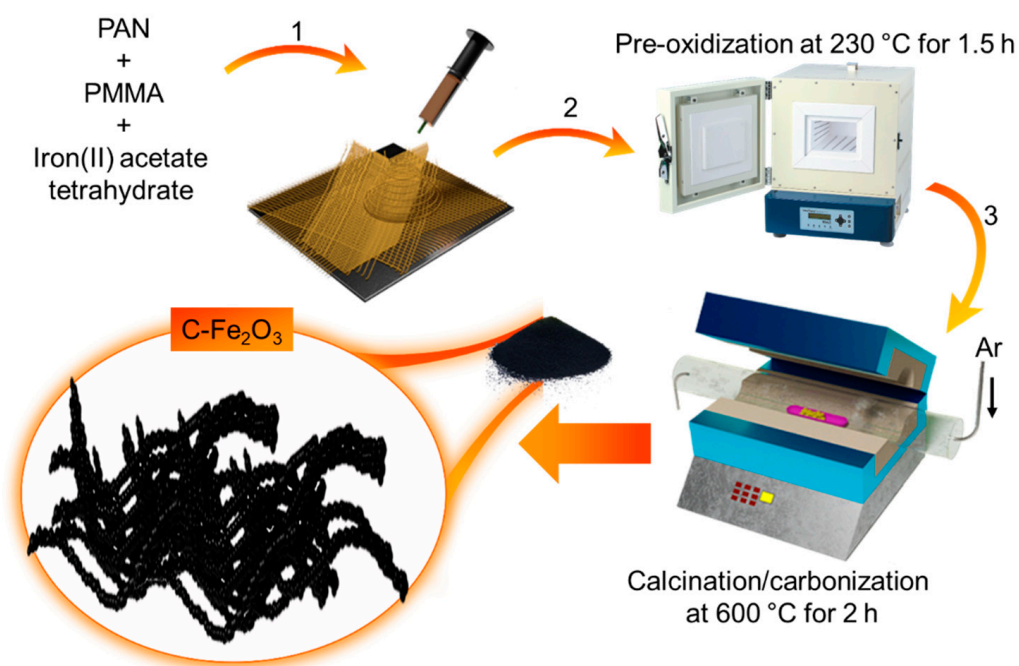 PAN
+
PMMA
+
Iron(II) acetate
tetrahydrate
1
2
Pre-oxidization at 230 °C for 1.5 h
3
Ar
Calcination/carbonization
at 600 °C for 2 h
C-Fe₂O₃